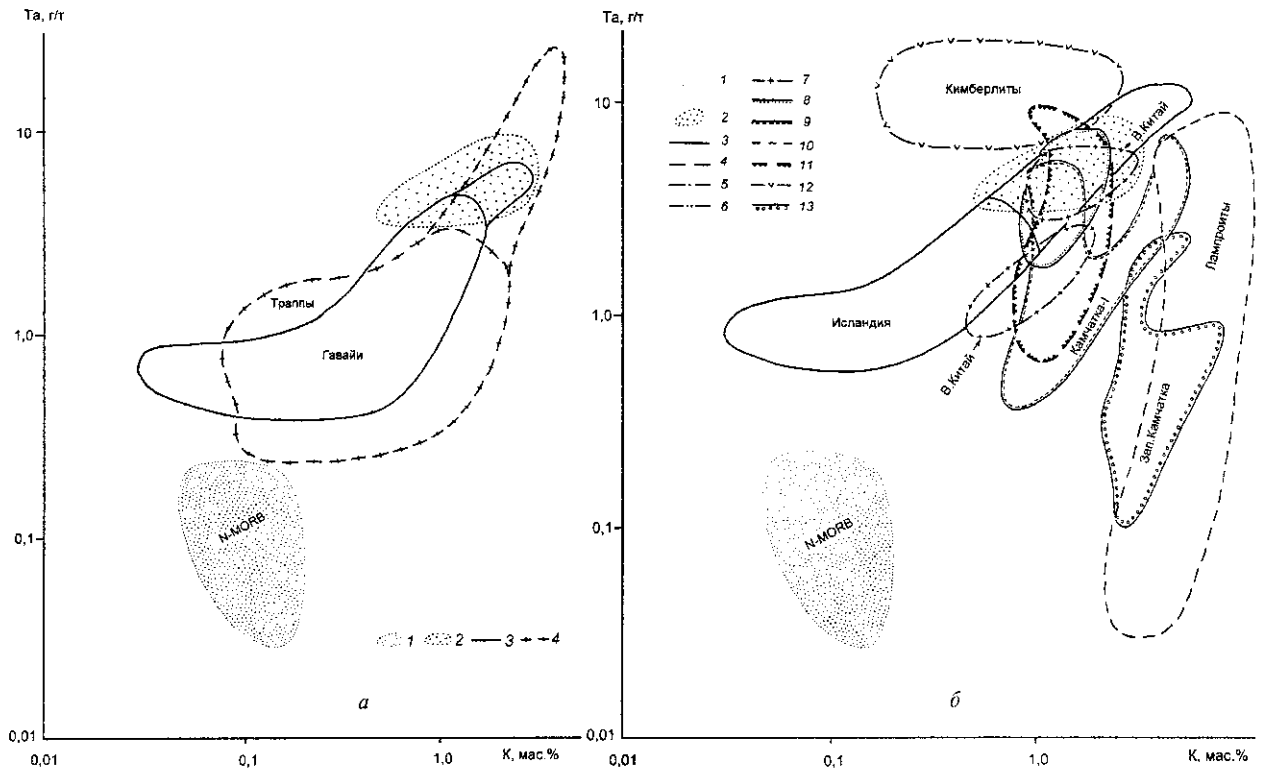 Ta, г/т
10
1,0
0,1
0,01
0,01
0,1
1,0
К, мас.%
Траппы
Гавайи
N-MORB
1
2
3
4
а
Ta, г/т
10
1,0
0,1
0,01
0,01
0,1
1,0
К, мас.%
1
2
3
4
5
6
7
8
9
10
11
12
13
Кимберлиты
В.Китай
Исландия
В.Китай
Камчатка-I
Зап.Камчатка
Лампроиты
N-MORB
б